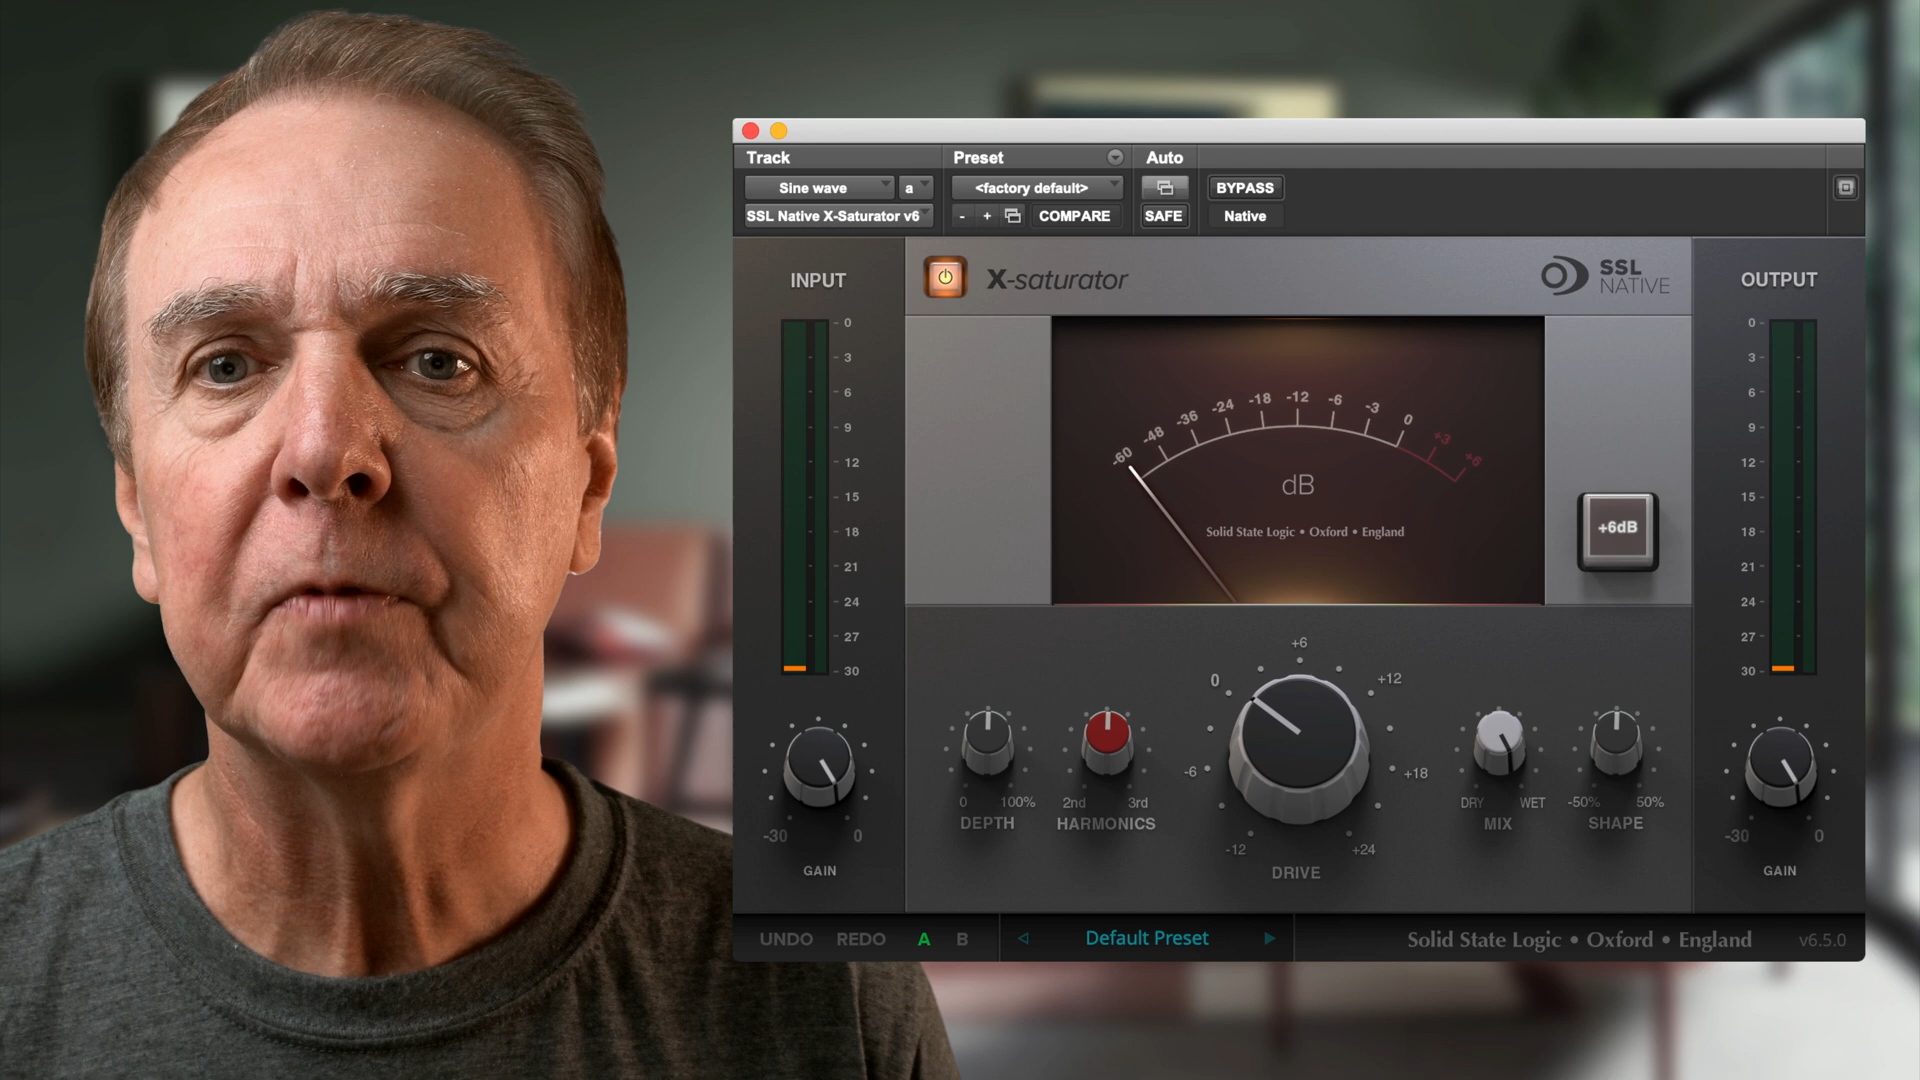 Track
Preset
Auto
Sine wave
a
<factory default>
BYPASS
SSL Native X-Saturator v6
-
+
COMPARE
SAFE
Native
INPUT
X-saturator
SSL
NATIVE
OUTPUT
0
3
6
9
12
15
18
21
24
27
30
-60
-48
-36
-24
-18
-12
-6
-3
0
+3
+6
dB
Solid State Logic • Oxford • England
+6dB
0
3
6
9
12
15
18
21
24
27
30
-30
0
GAIN
0
100%
DEPTH
2nd
3rd
HARMONICS
-12
-6
0
+6
+12
+18
+24
DRIVE
DRY
WET
MIX
-50%
50%
SHAPE
-30
0
GAIN
UNDO
REDO
A
B
Default Preset
Solid State Logic • Oxford • England
v6.5.0